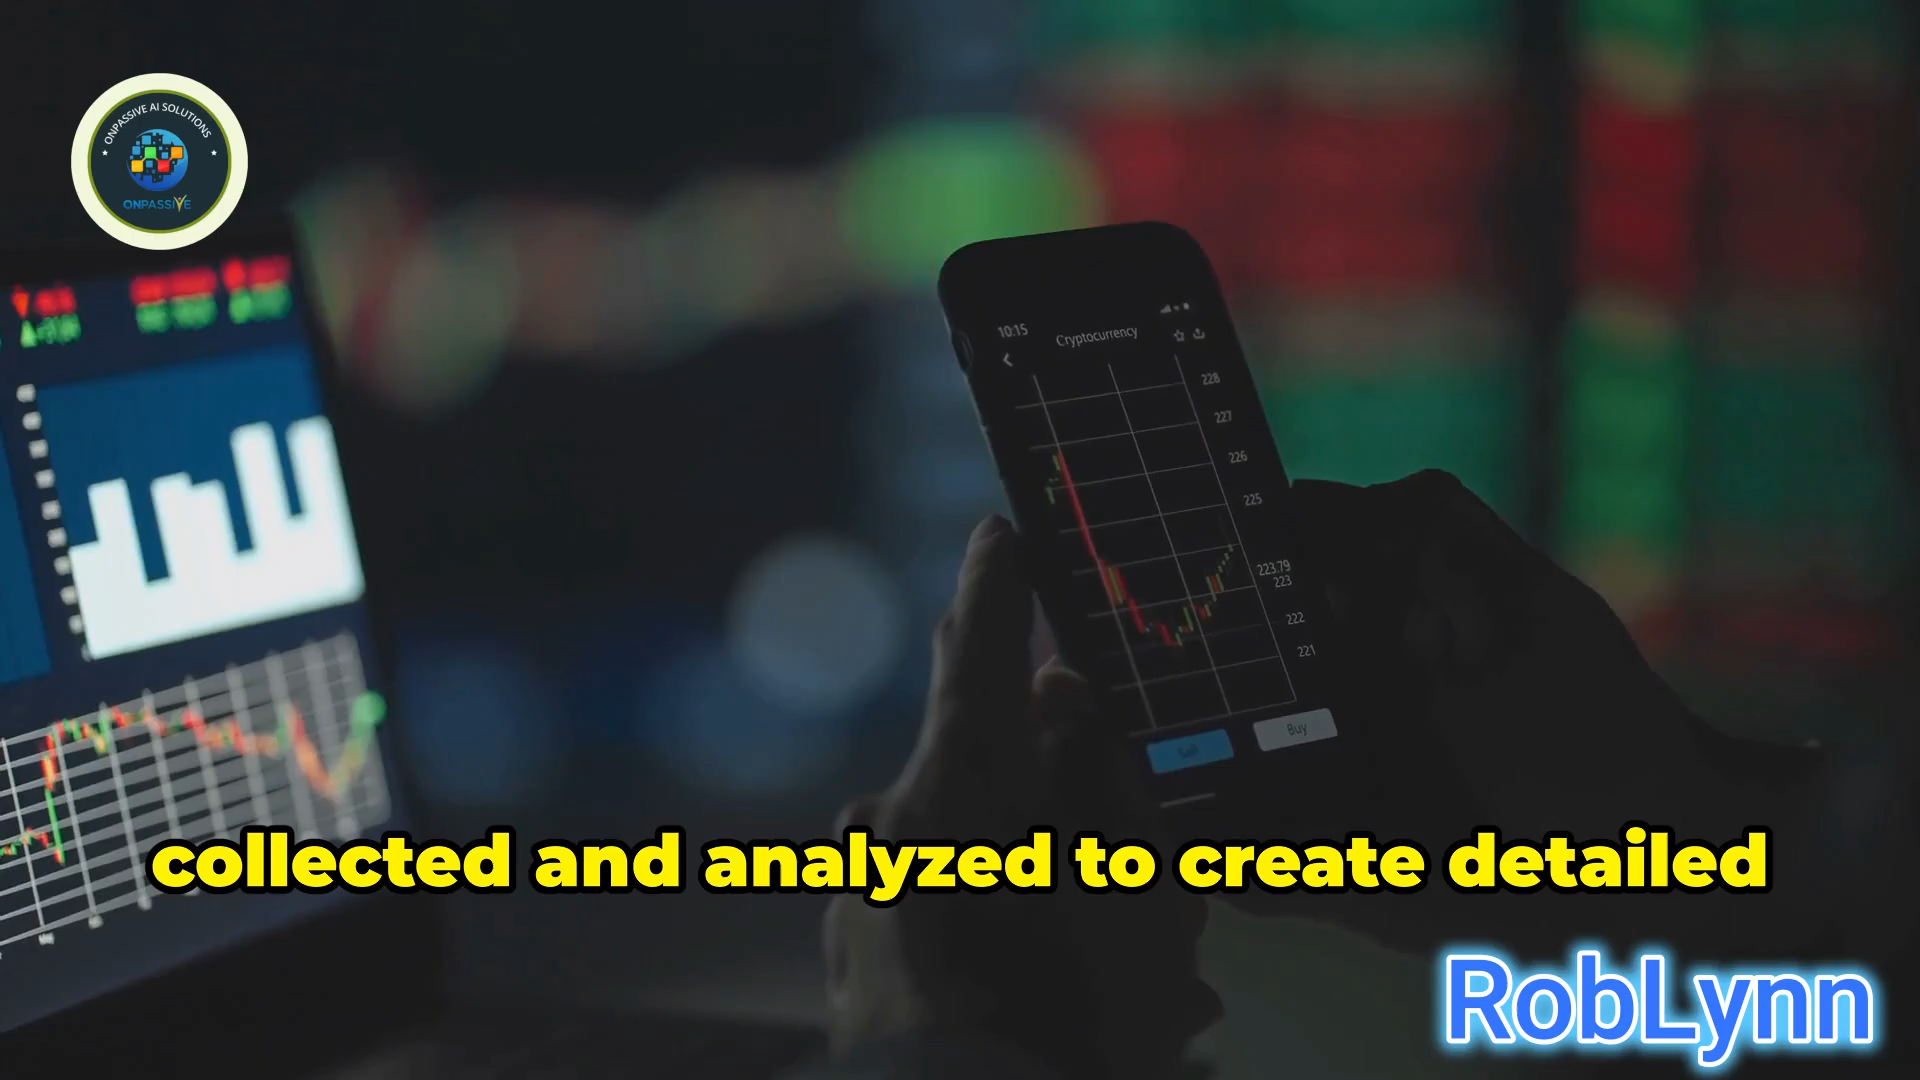 ONPASSIVE AI SOLUTIONS
ONPASSIVE
10:15
Cryptocurrency
228
227
226
225
223.79
223
222
221
Sell
Buy
collected and analyzed to create detailed
RobLynn